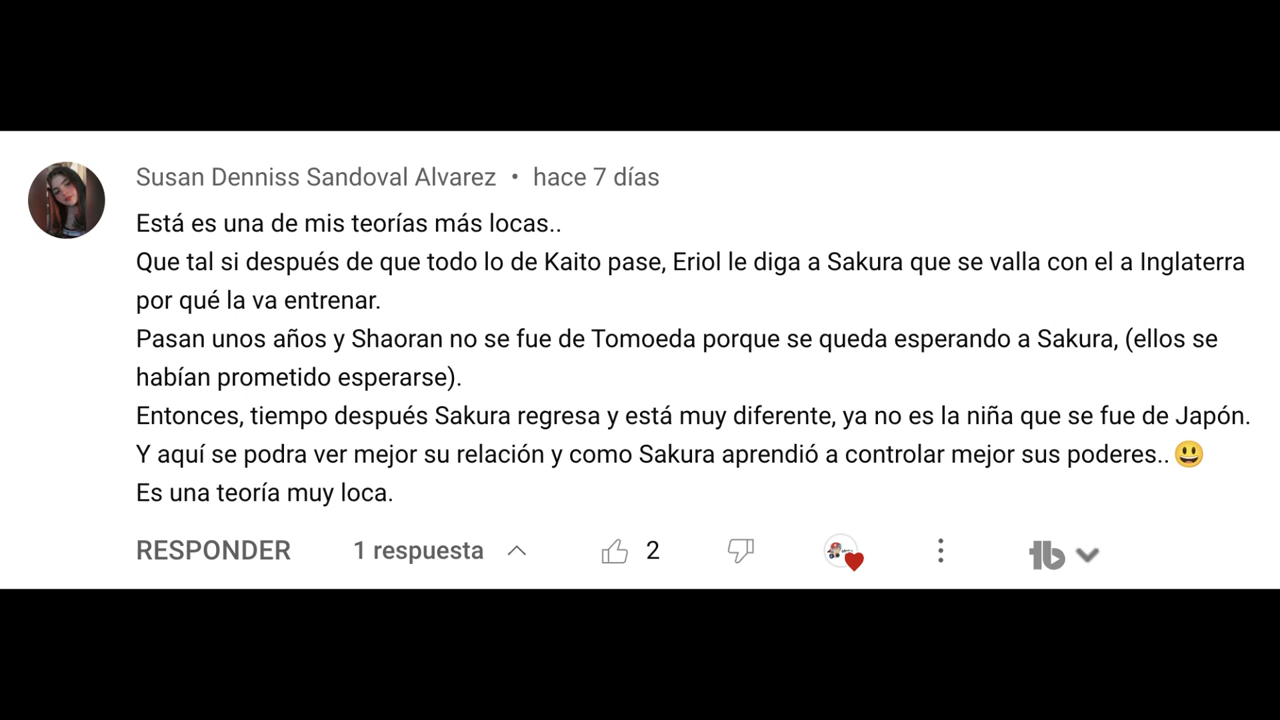 Susan Denniss Sandoval Alvarez • hace 7 días
Está es una de mis teorías más locas..
Que tal si después de que todo lo de Kaito pase, Eriol le diga a Sakura que se valla con el a Inglaterra
por qué la va entrenar.
Pasan unos años y Shaoran no se fue de Tomoeda porque se queda esperando a Sakura, (ellos se
habían prometido esperarse).
Entonces, tiempo después Sakura regresa y está muy diferente, ya no es la niña que se fue de Japón.
Y aquí se podra ver mejor su relación y como Sakura aprendió a controlar mejor sus poderes.. 😃
Es una teoría muy loca.
RESPONDER 1 respuesta 2